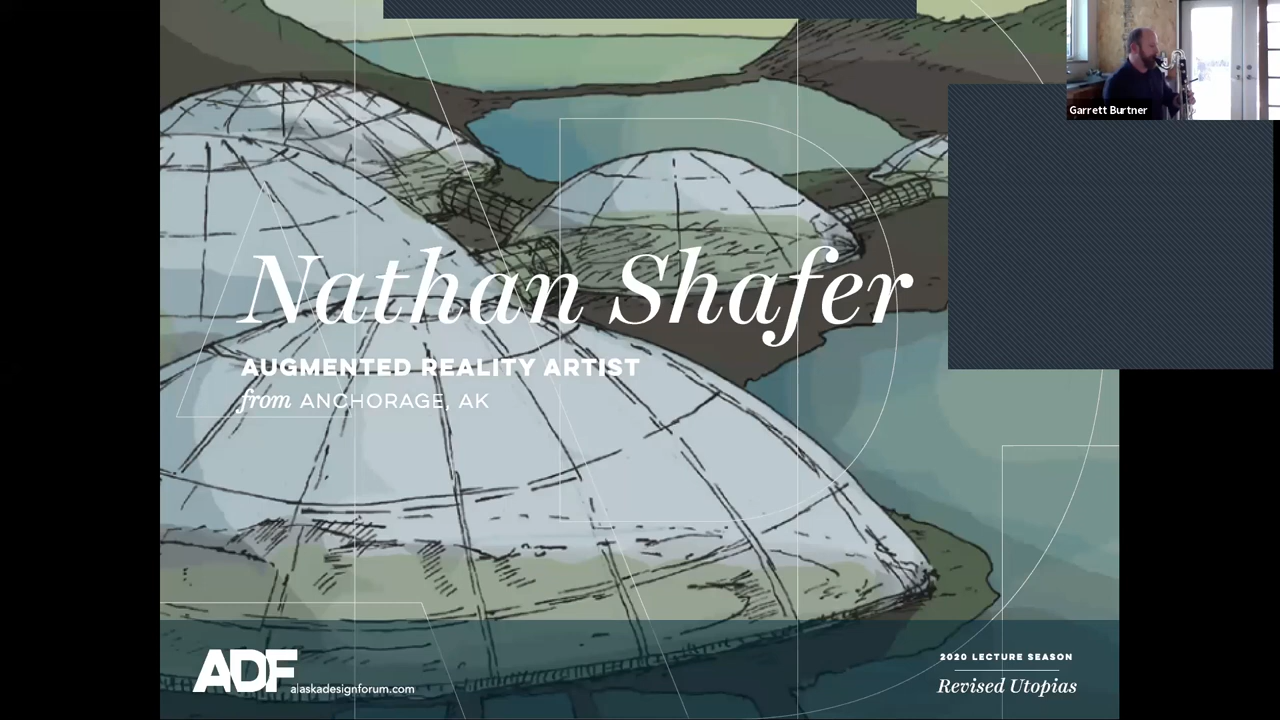 Garrett Burtner
Nathan Shafer
AUGMENTED REALITY ARTIST
from ANCHORAGE, AK
ADF alaskadesignforum.com
2020 LECTURE SEASON
Revised Utopias